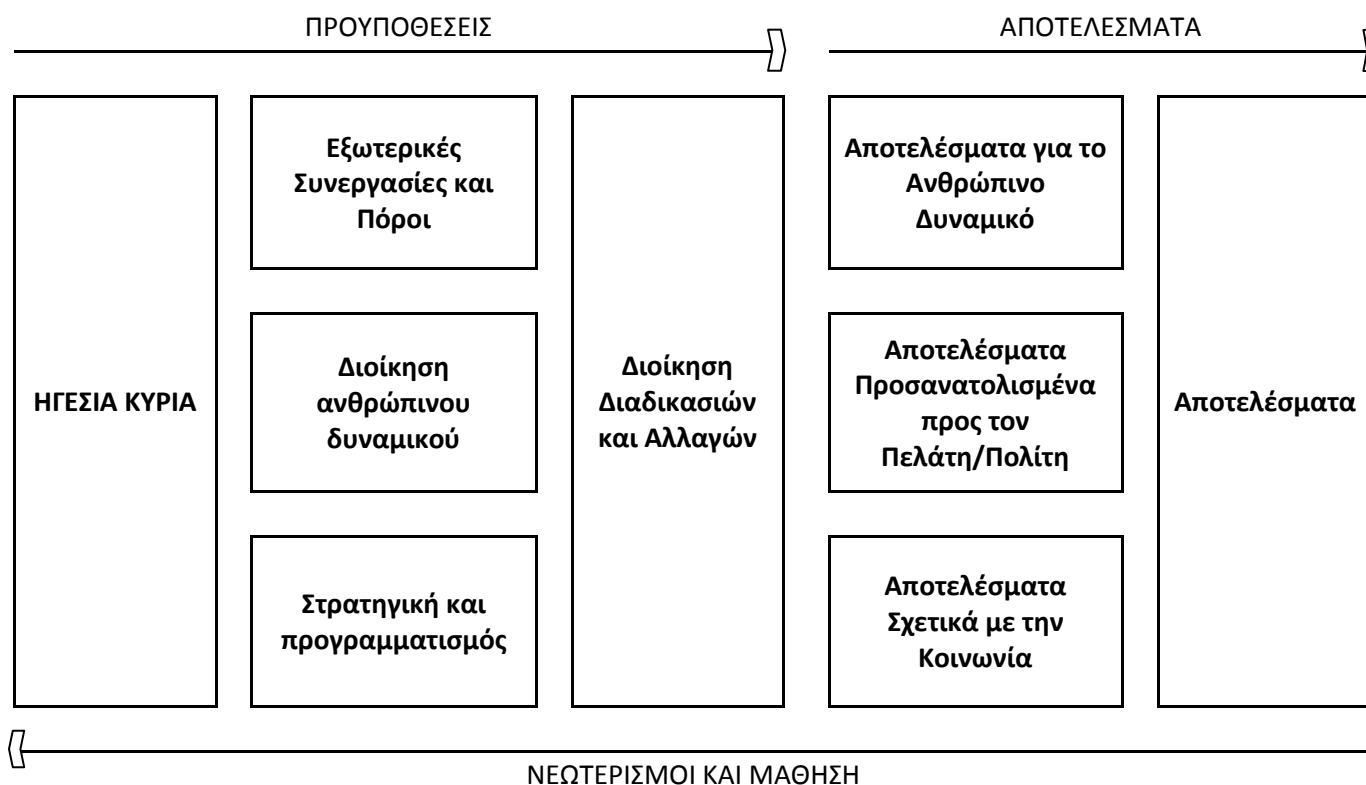 ΠΡΟΥΠΟΘΕΣΕΙΣ
ΑΠΟΤΕΛΕΣΜΑΤΑ
ΗΓΕΣΙΑ ΚΥΡΙΑ
Εξωτερικές
Συνεργασίες και
Πόροι
Διοίκηση
ανθρώπινου
δυναμικού
Στρατηγική και
προγραμματισμός
Διοίκηση
Διαδικασιών
και Αλλαγών
Αποτελέσματα για το
Ανθρώπινο
Δυναμικό
Αποτελέσματα
Προσανατολισμένα
προς τον
Πελάτη/Πολίτη
Αποτελέσματα
Σχετικά με την
Κοινωνία
Αποτελέσματα
ΝΕΩΤΕΡΙΣΜΟΙ ΚΑΙ ΜΑΘΗΣΗ